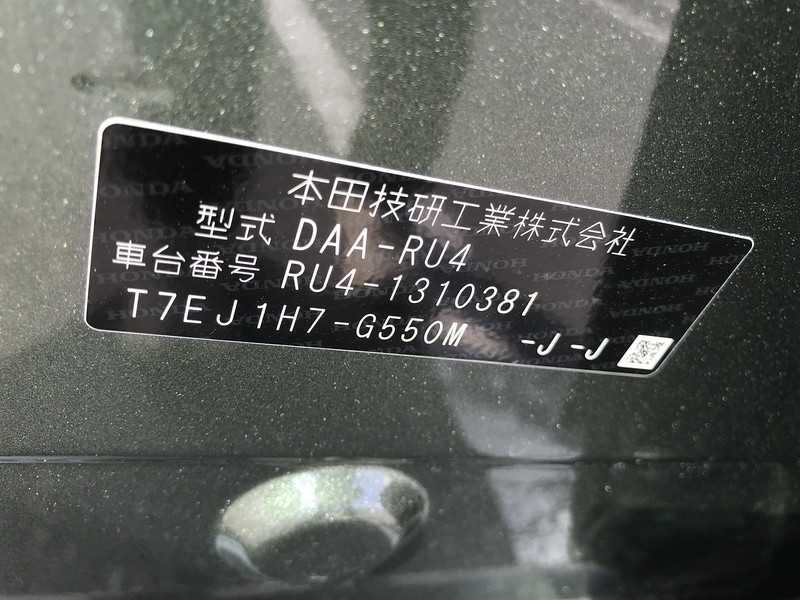 本田技研工業株式会社
型式 DAA-RU4
車台番号 RU4-1310381
T7EJ1H7-G550M -J-J